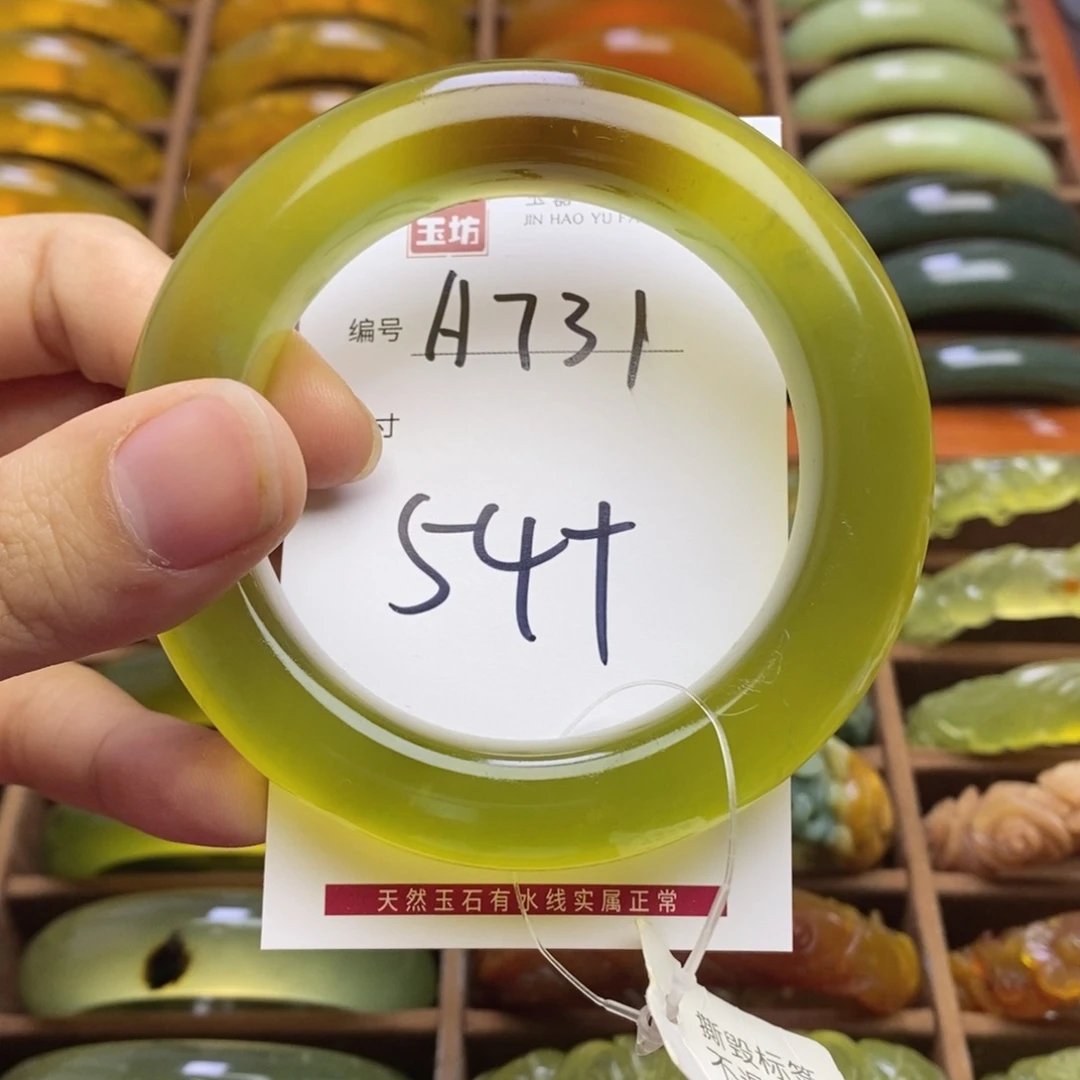 玉坊
JIN HAO YU FA
编号 A731
寸
54+
天然玉石有水线实属正常
撕毁标签